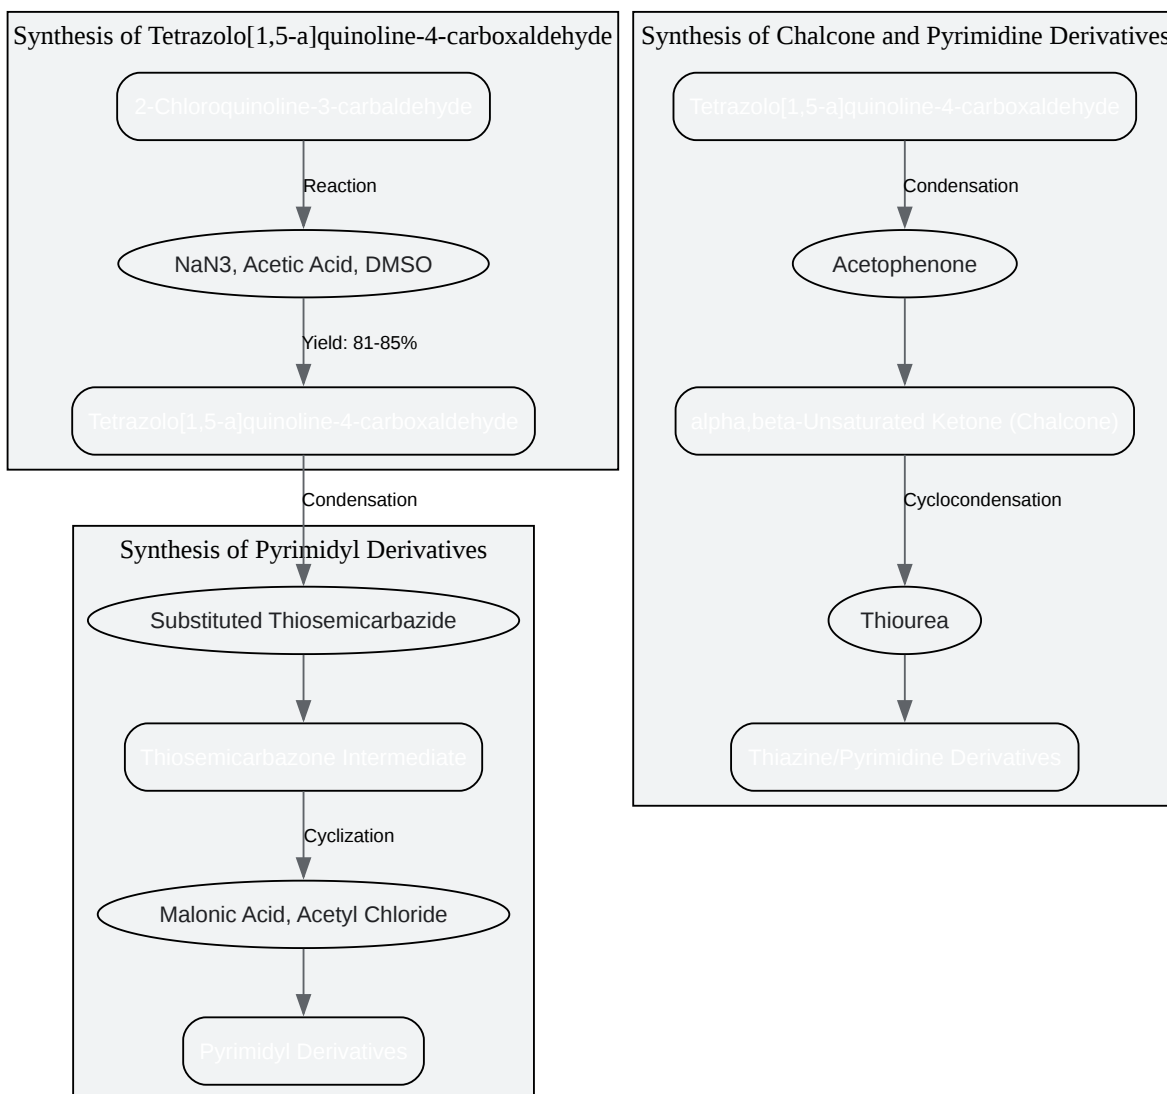 Synthesis of Tetrazolo[1,5-a]quinoline-4-carboxaldehyde
2-Chloroquinoline-3-carbaldehyde
Reaction
NaN3, Acetic Acid, DMSO
Yield: 81-85%
Tetrazolo[1,5-a]quinoline-4-carboxaldehyde
Condensation
Synthesis of Pyrimidyl Derivatives
Substituted Thiosemicarbazide
Thiosemicarbazone Intermediate
Cyclization
Malonic Acid, Acetyl Chloride
Pyrimidyl Derivatives
Synthesis of Chalcone and Pyrimidine Derivatives
Tetrazolo[1,5-a]quinoline-4-carboxaldehyde
Condensation
Acetophenone
alpha,beta-Unsaturated Ketone (Chalcone)
Cyclocondensation
Thiourea
Thiazine/Pyrimidine Derivatives